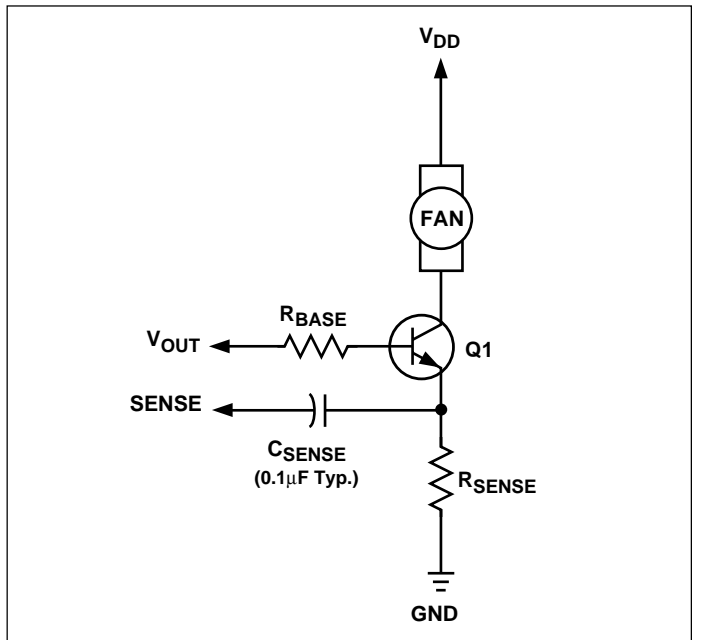 VDD
FAN
RBASE
VOUT
Q1
SENSE
CSENSE
(0.1μF Typ.)
RSENSE
GND